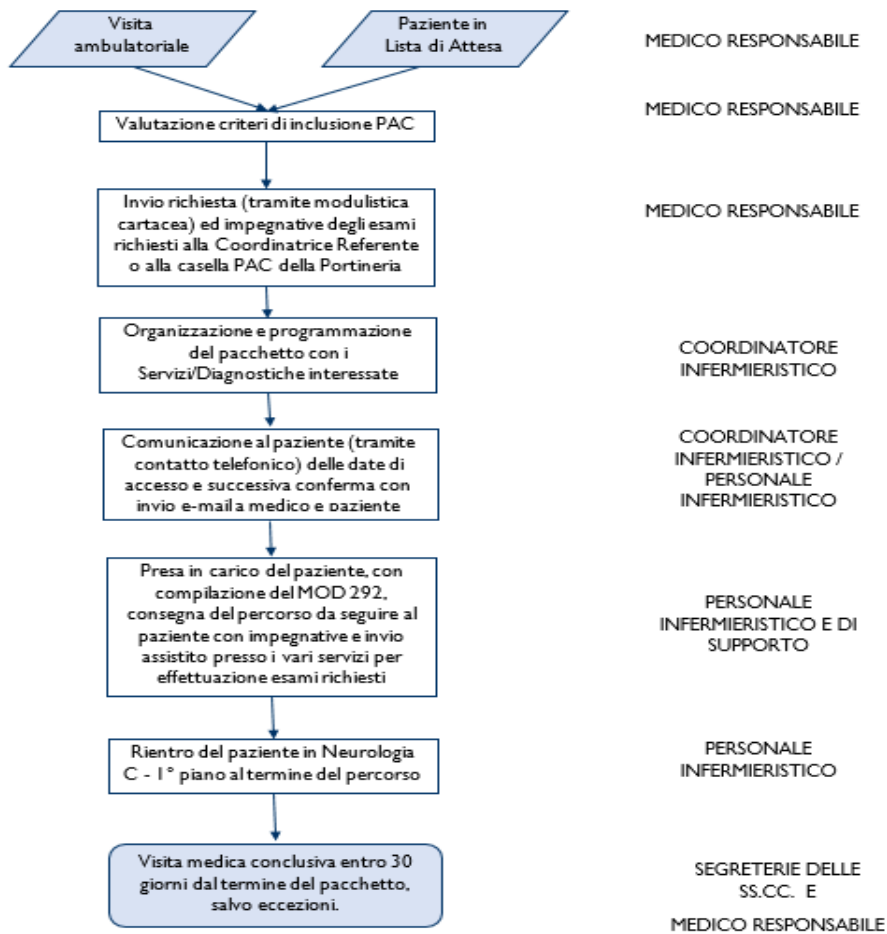 Visita
ambulatoriale
Paziente in
Lista di Attesa
MEDICO RESPONSABILE
Valutazione criteri di inclusione PAC
MEDICO RESPONSABILE
Invio richiesta (tramite modulistica
cartacea) ed impegnative degli esami
richiesti alla Coordinatrice Referente
o alla casella PAC della Portineria
MEDICO RESPONSABILE
Organizzazione e programmazione
del pacchetto con i
Servizi/Diagnostiche interessate
COORDINATORE
INFERMIERISTICO
Comunicazione al paziente (tramite
contatto telefonico) delle date di
accesso e successiva conferma con
invio e-mail a medico e paziente
COORDINATORE
INFERMIERISTICO /
PERSONALE
INFERMIERISTICO
Presa in carico del paziente, con
compilazione del MOD 292,
consegna del percorso da seguire al
paziente con impegnative e invio
assistito presso i vari servizi per
effettuazione esami richiesti
PERSONALE
INFERMIERISTICO E DI
SUPPORTO
Rientro del paziente in Neurologia
C - 1° piano al termine del percorso
PERSONALE
INFERMIERISTICO
Visita medica conclusiva entro 30
giorni dal termine del pacchetto,
salvo eccezioni.
SEGRETERIE DELLE
SS.CC. E
MEDICO RESPONSABILE